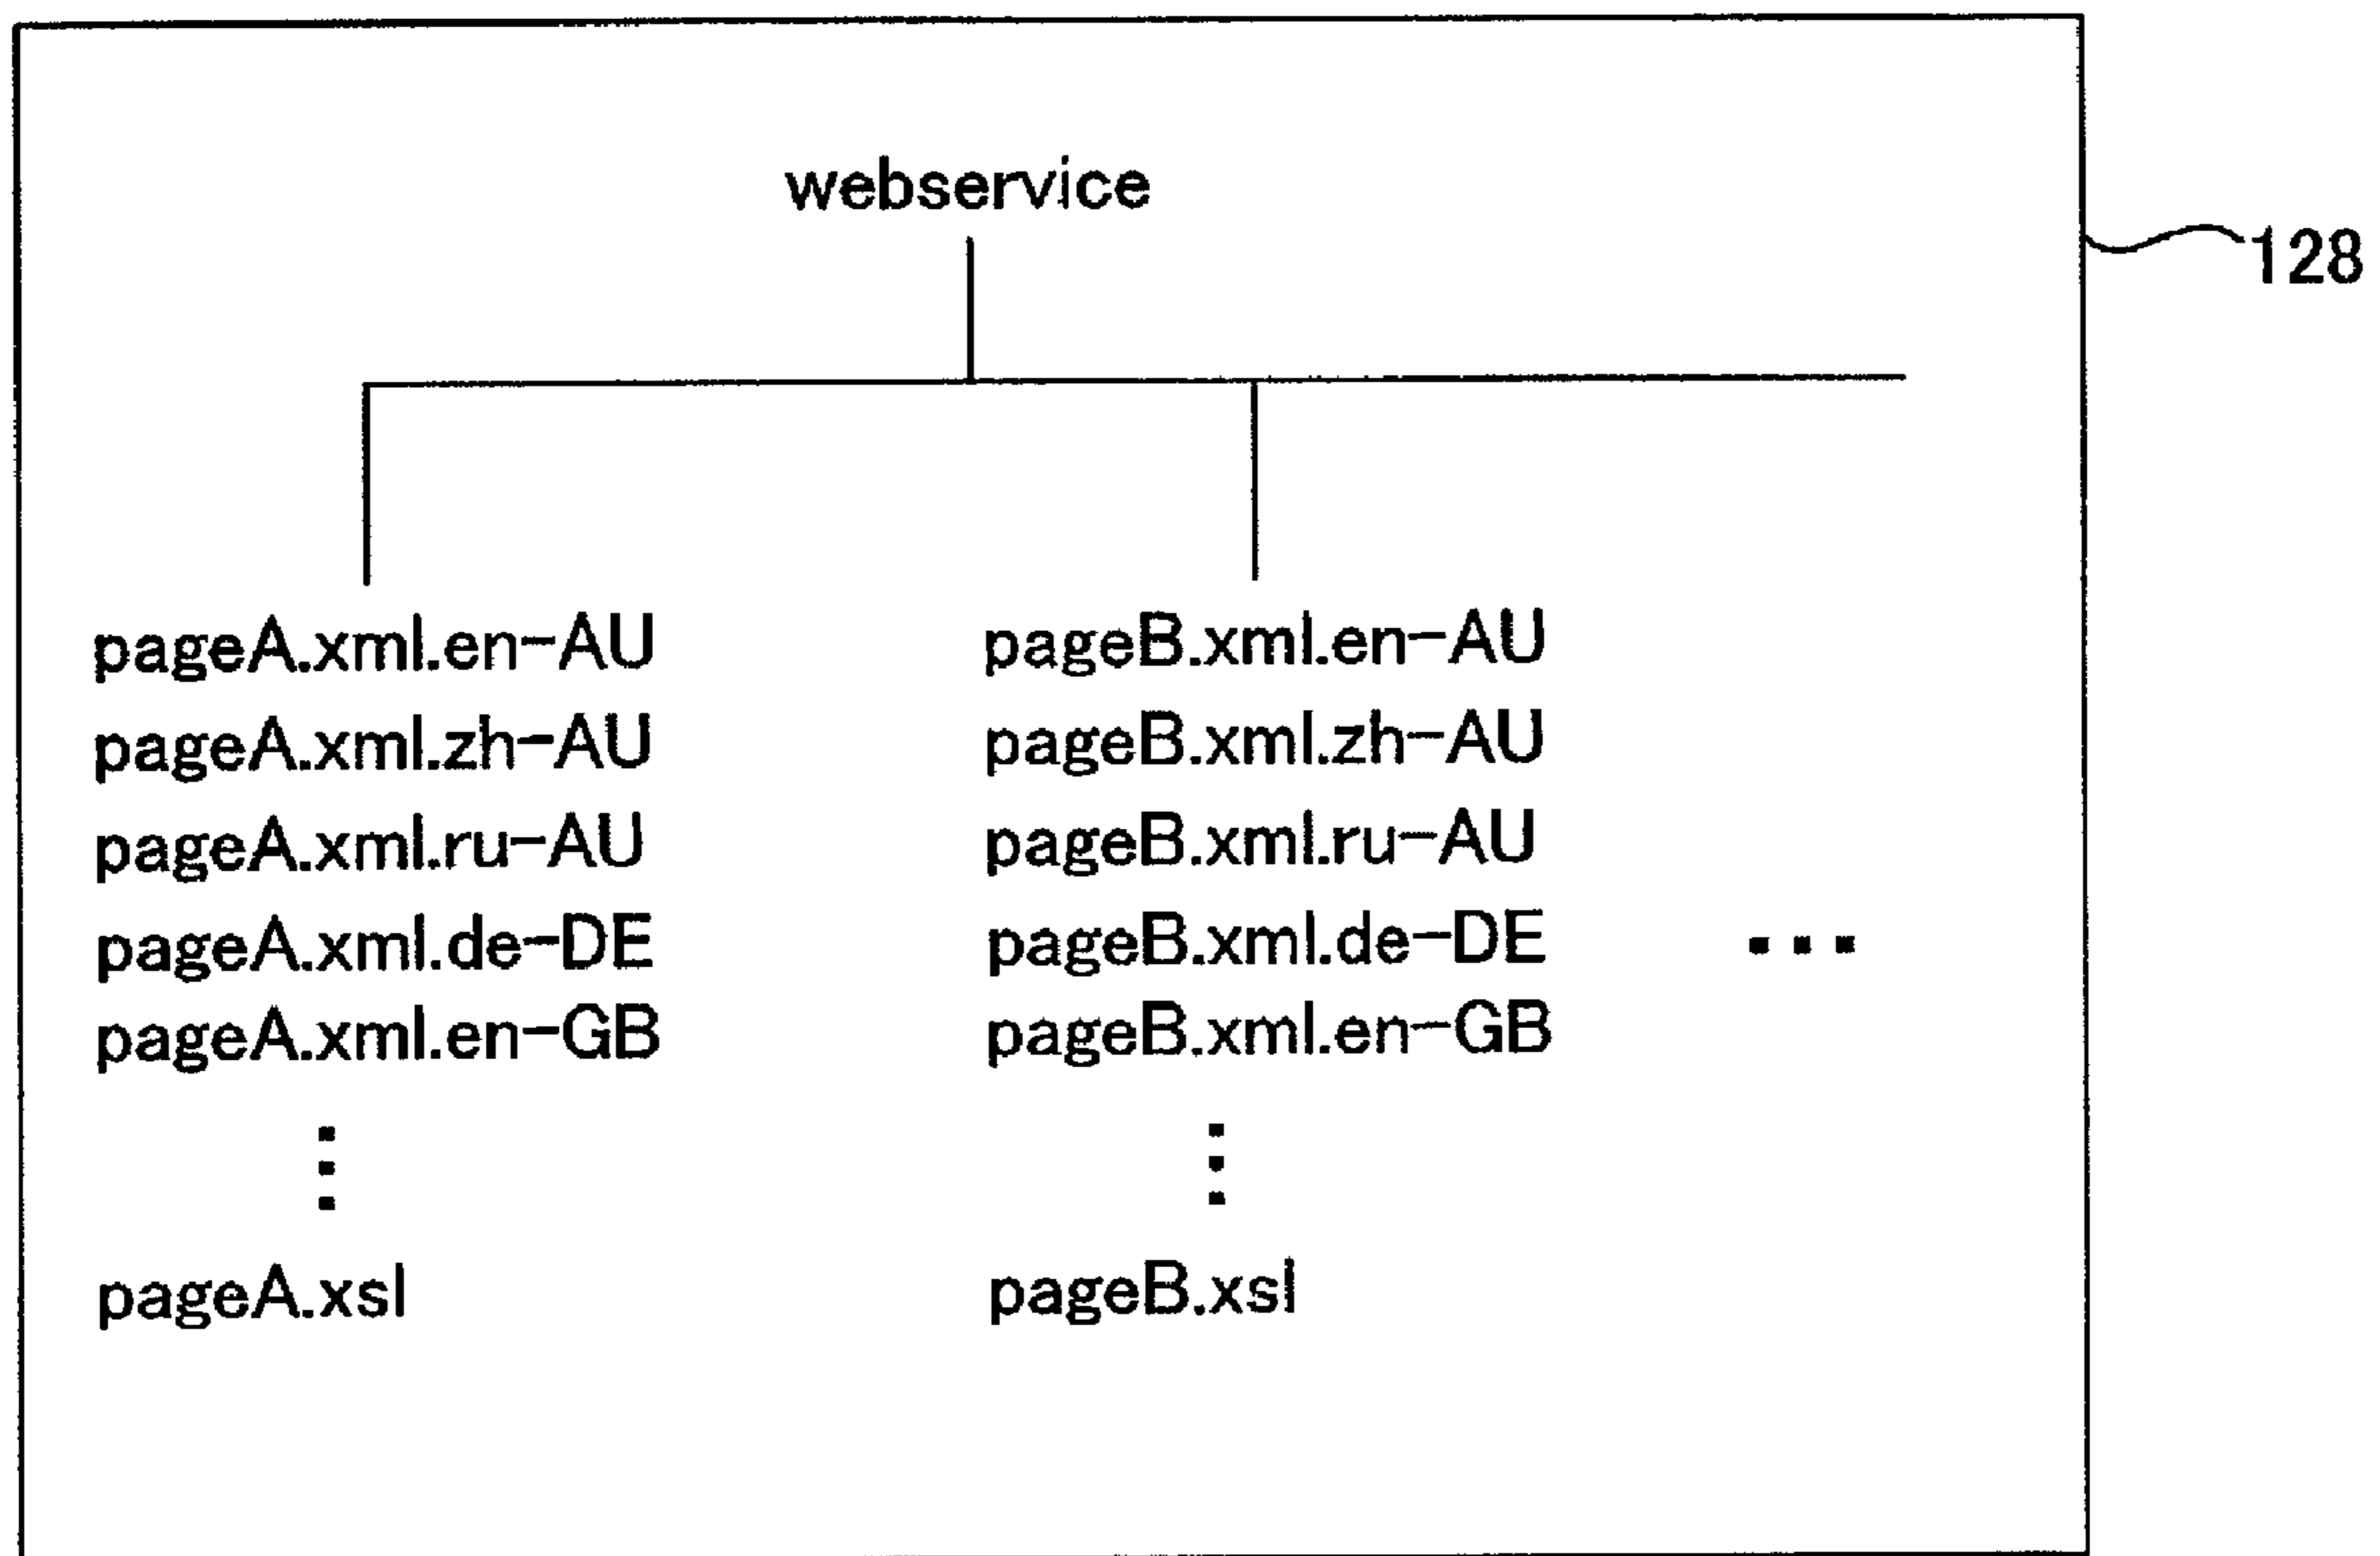 webservice
128
pageA.xml.en-AU
pageA.xml.zh-AU
pageA.xml.ru-AU
pageA.xml.de-DE
pageA.xml.en-GB
⋮
pageA.xsl
pageB.xml.en-AU
pageB.xml.zh-AU
pageB.xml.ru-AU
pageB.xml.de-DE
pageB.xml.en-GB
⋮
pageB.xsl
...